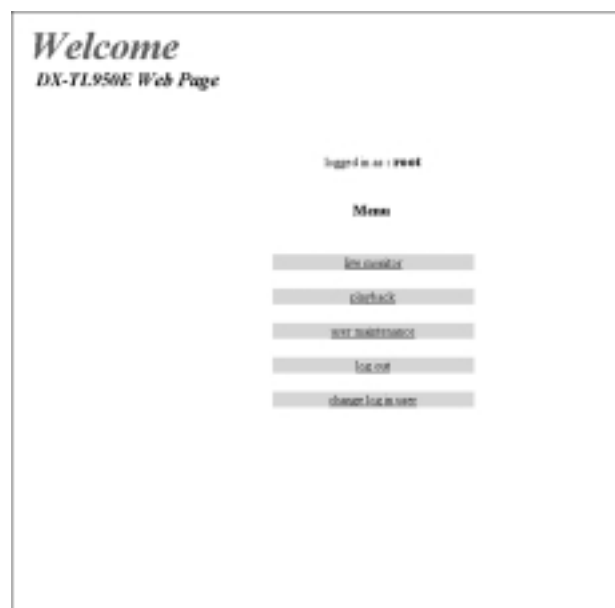 Welcome
DX-TL950E Web Page
logged in as : root
Menu
live monitor
playback
user maintenance
log out
change log in user